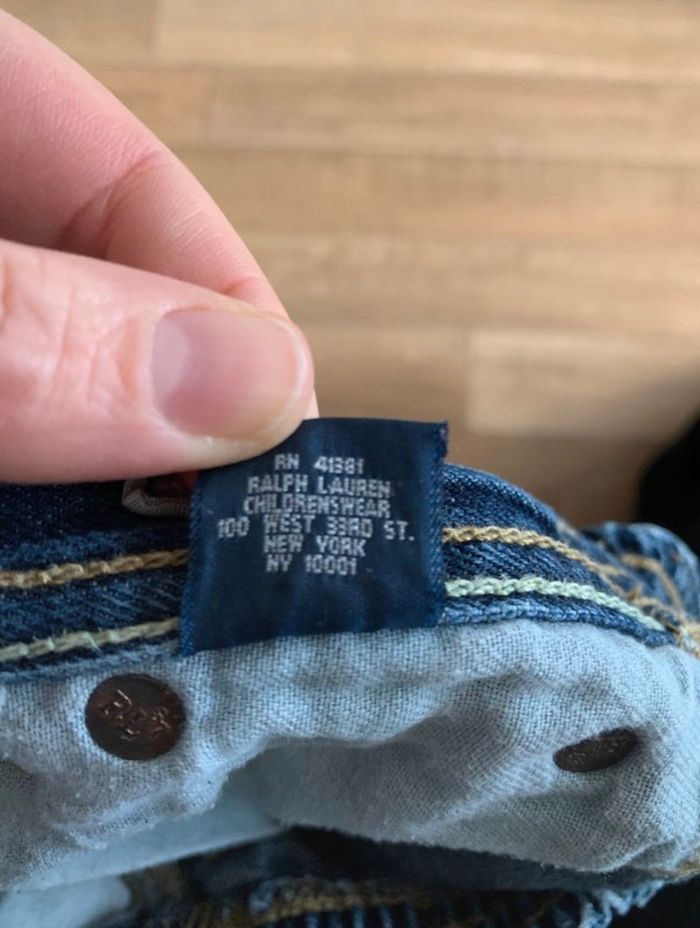 RN 41381
RALPH LAUREN
CHILDRENSWEAR
100 WEST 33RD ST.
NEW YORK
NY 10001